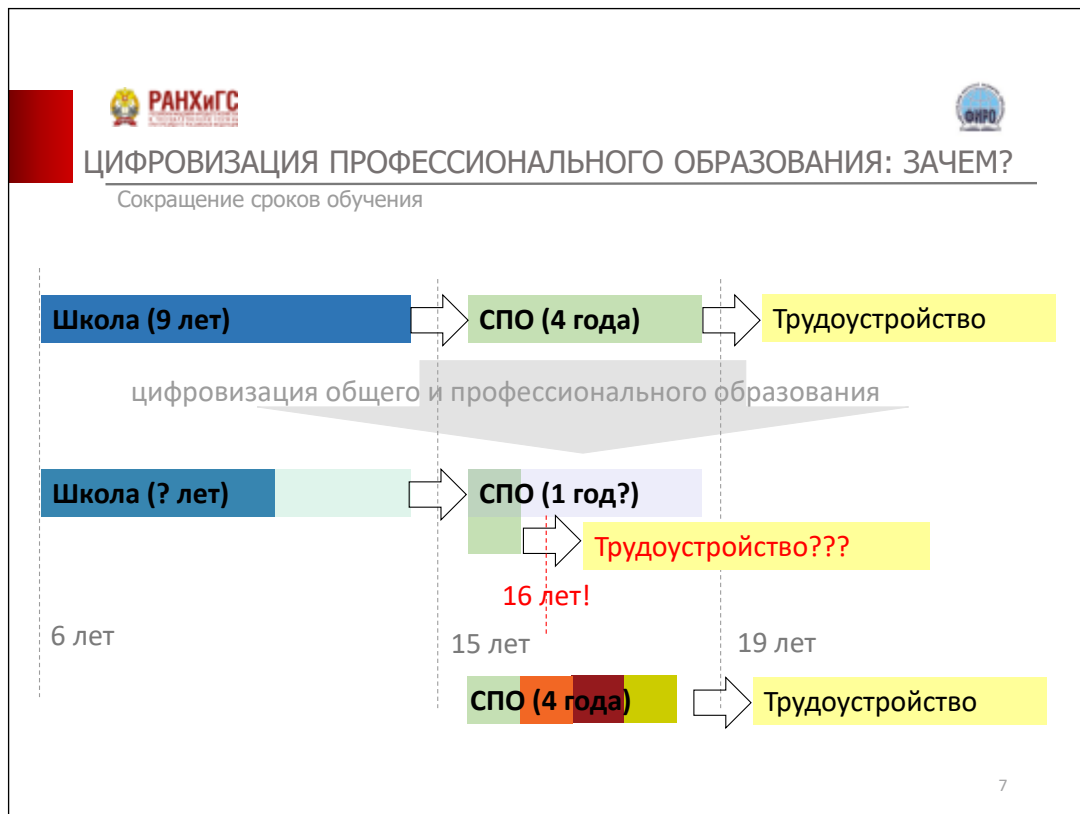 РАНХиГС
ФИРО
ЦИФРОВИЗАЦИЯ ПРОФЕССИОНАЛЬНОГО ОБРАЗОВАНИЯ: ЗАЧЕМ?
Сокращение сроков обучения
Школа (9 лет)
СПО (4 года)
Трудоустройство
цифровизация общего и профессионального образования
Школа (? лет)
СПО (1 год?)
Трудоустройство???
16 лет!
6 лет
15 лет
19 лет
СПО (4 года)
Трудоустройство
7